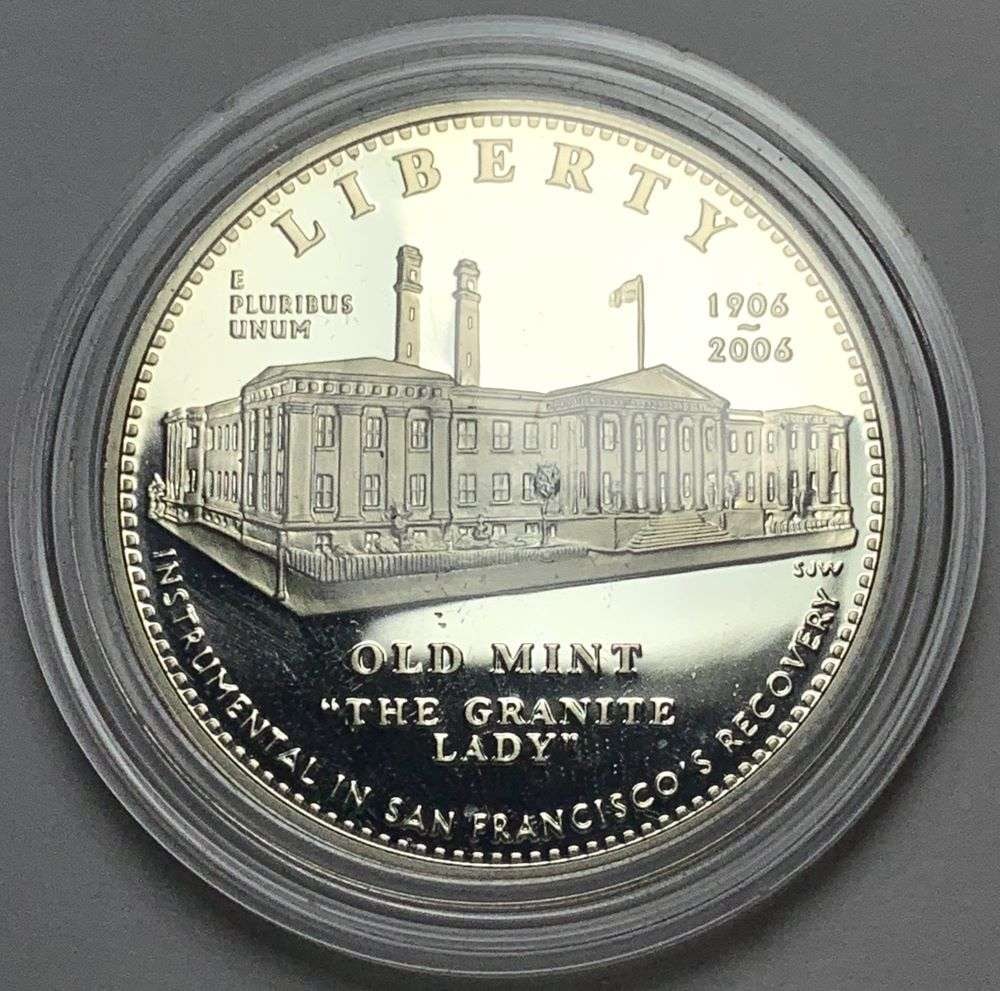 LIBERTY
E
PLURIBUS
UNUM
1906
~
2006
SJW
OLD MINT
"THE GRANITE
LADY"
INSTRUMENTAL IN SAN FRANCISCO'S RECOVERY